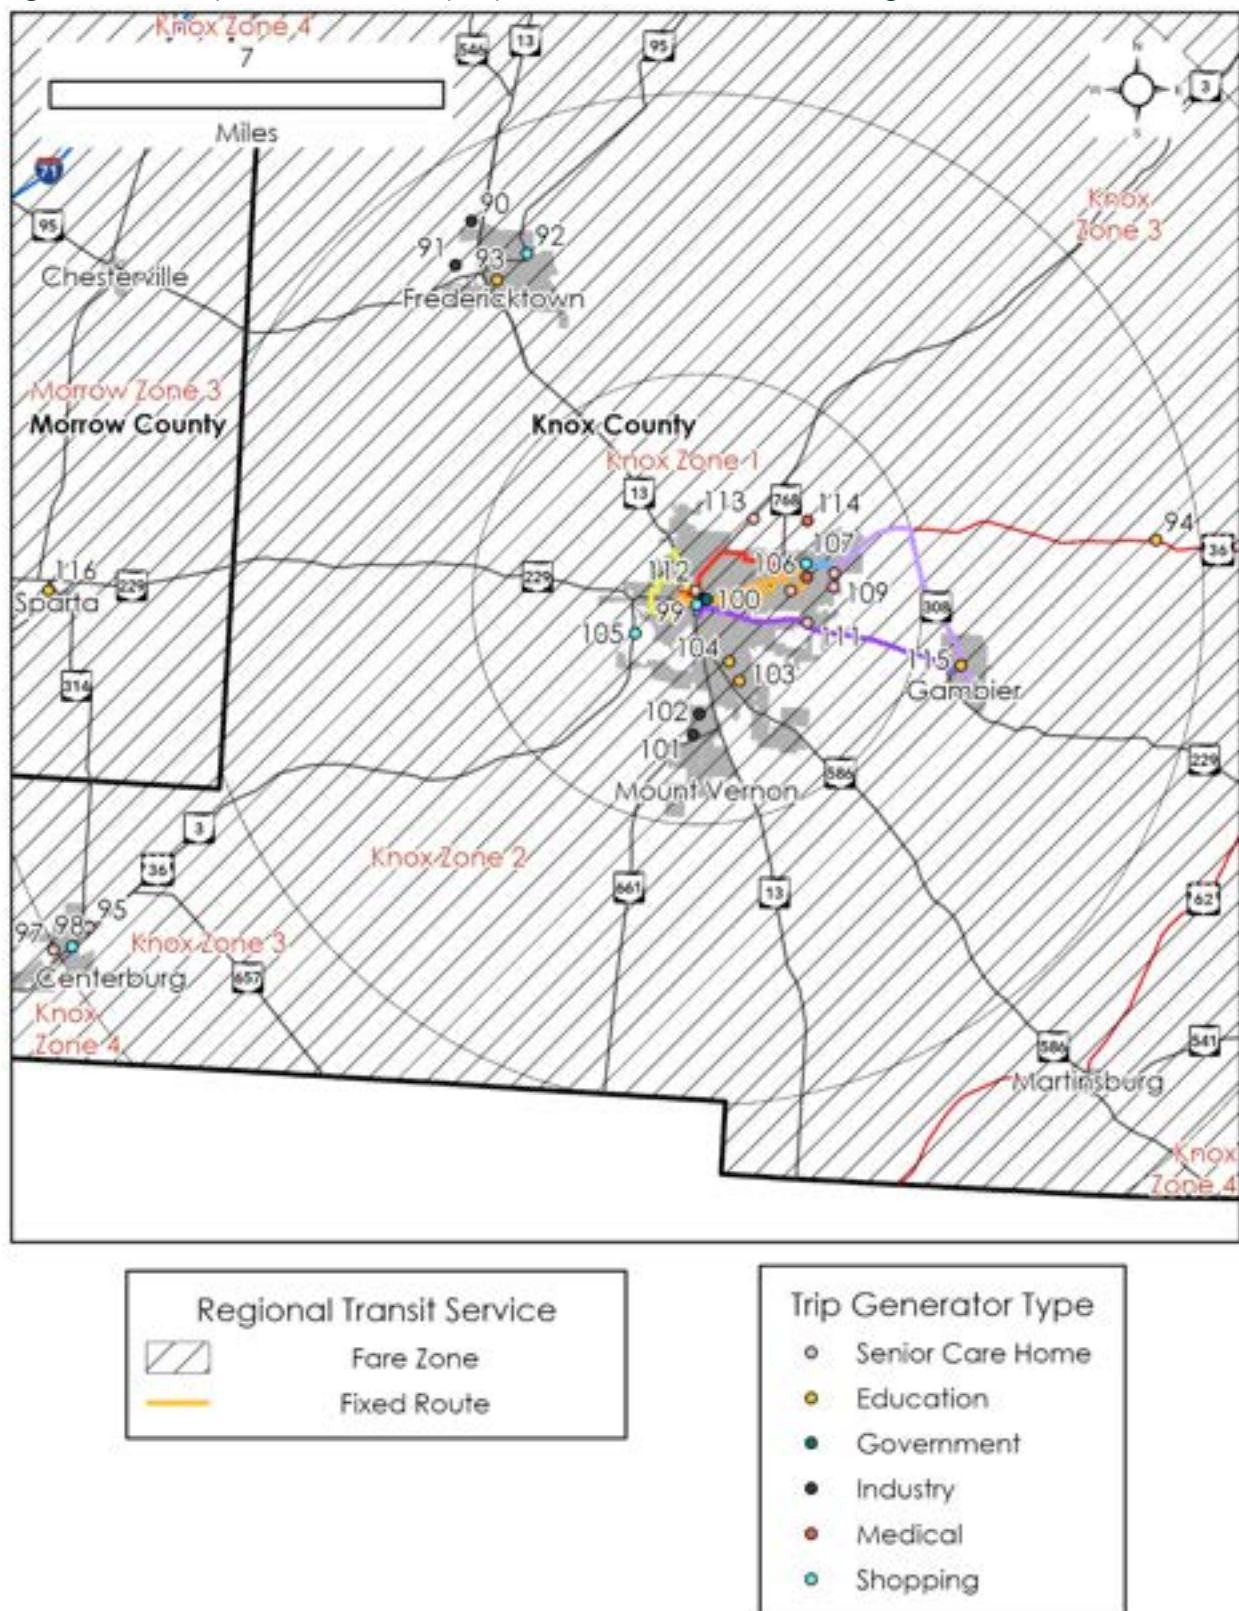 Knox Zone 4
7
Miles
546
13
95
N
W
E
S
3
71
95
Chesterville
90
91
92
93
Fredericktown
Knox
Zone 3
Morrow Zone 3
Morrow County
Knox County
Knox Zone 1
13
113
768
114
94
36
116
Sparta
229
229
112
106
107
99
100
109
308
105
104
111
115
Gambier
103
316
102
101
Mount Vernon
586
229
3
36
Knox Zone 2
661
13
62
97
98
95
Knox Zone 3
Centerburg
657
Knox
Zone 4
586
541
Martinsburg
Knox
Zone 4
Regional Transit Service
Fare Zone
Fixed Route
Trip Generator Type
Senior Care Home
Education
Government
Industry
Medical
Shopping